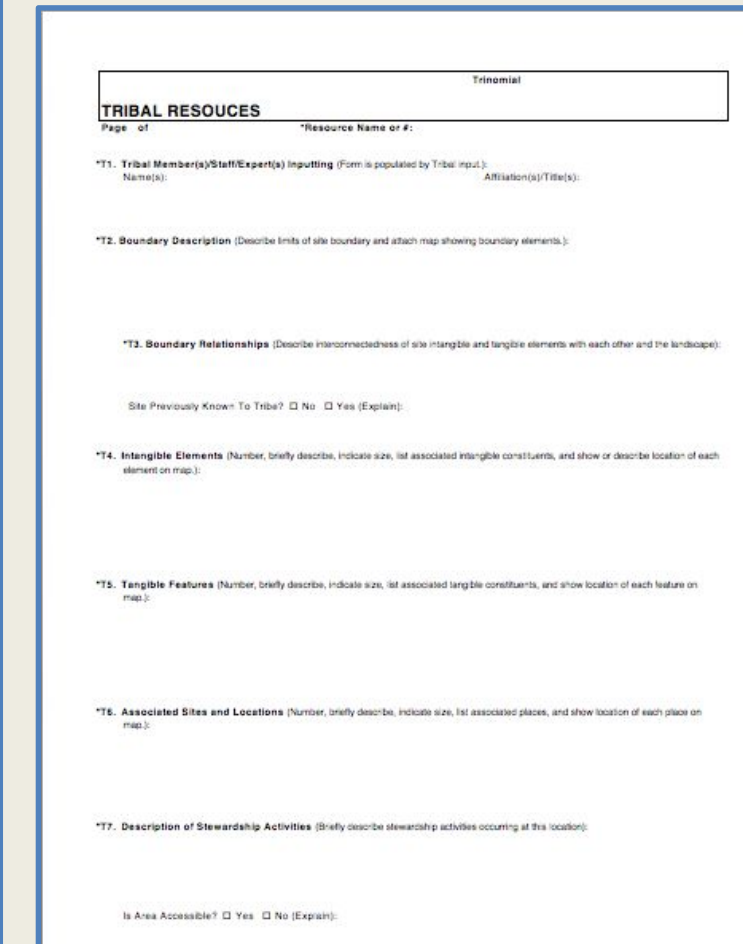 Trinomial
TRIBAL RESOUCES
Page of *Resource Name or #:
*T1. Tribal Member(s)/Staff/Expert(s) Inputting (Form is populated by Tribal input.):
Name(s): Affiliation(s)/Title(s):
*T2. Boundary Description (Describe limits of site boundary and attach map showing boundary elements.):
*T3. Boundary Relationships (Describe interconnectedness of site intangible and tangible elements with each other and the landscape):
Site Previously Known To Tribe? ☐ No ☐ Yes (Explain):
*T4. Intangible Elements (Number, briefly describe, indicate size, list associated intangible constituents, and show or describe location of each
element on map.):
*T5. Tangible Features (Number, briefly describe, indicate size, list associated tangible constituents, and show location of each feature on
map.):
*T6. Associated Sites and Locations (Number, briefly describe, indicate size, list associated places, and show location of each place on
map.):
*T7. Description of Stewardship Activities (Briefly describe stewardship activities occurring at this location):
Is Area Accessible? ☐ Yes ☐ No (Explain):